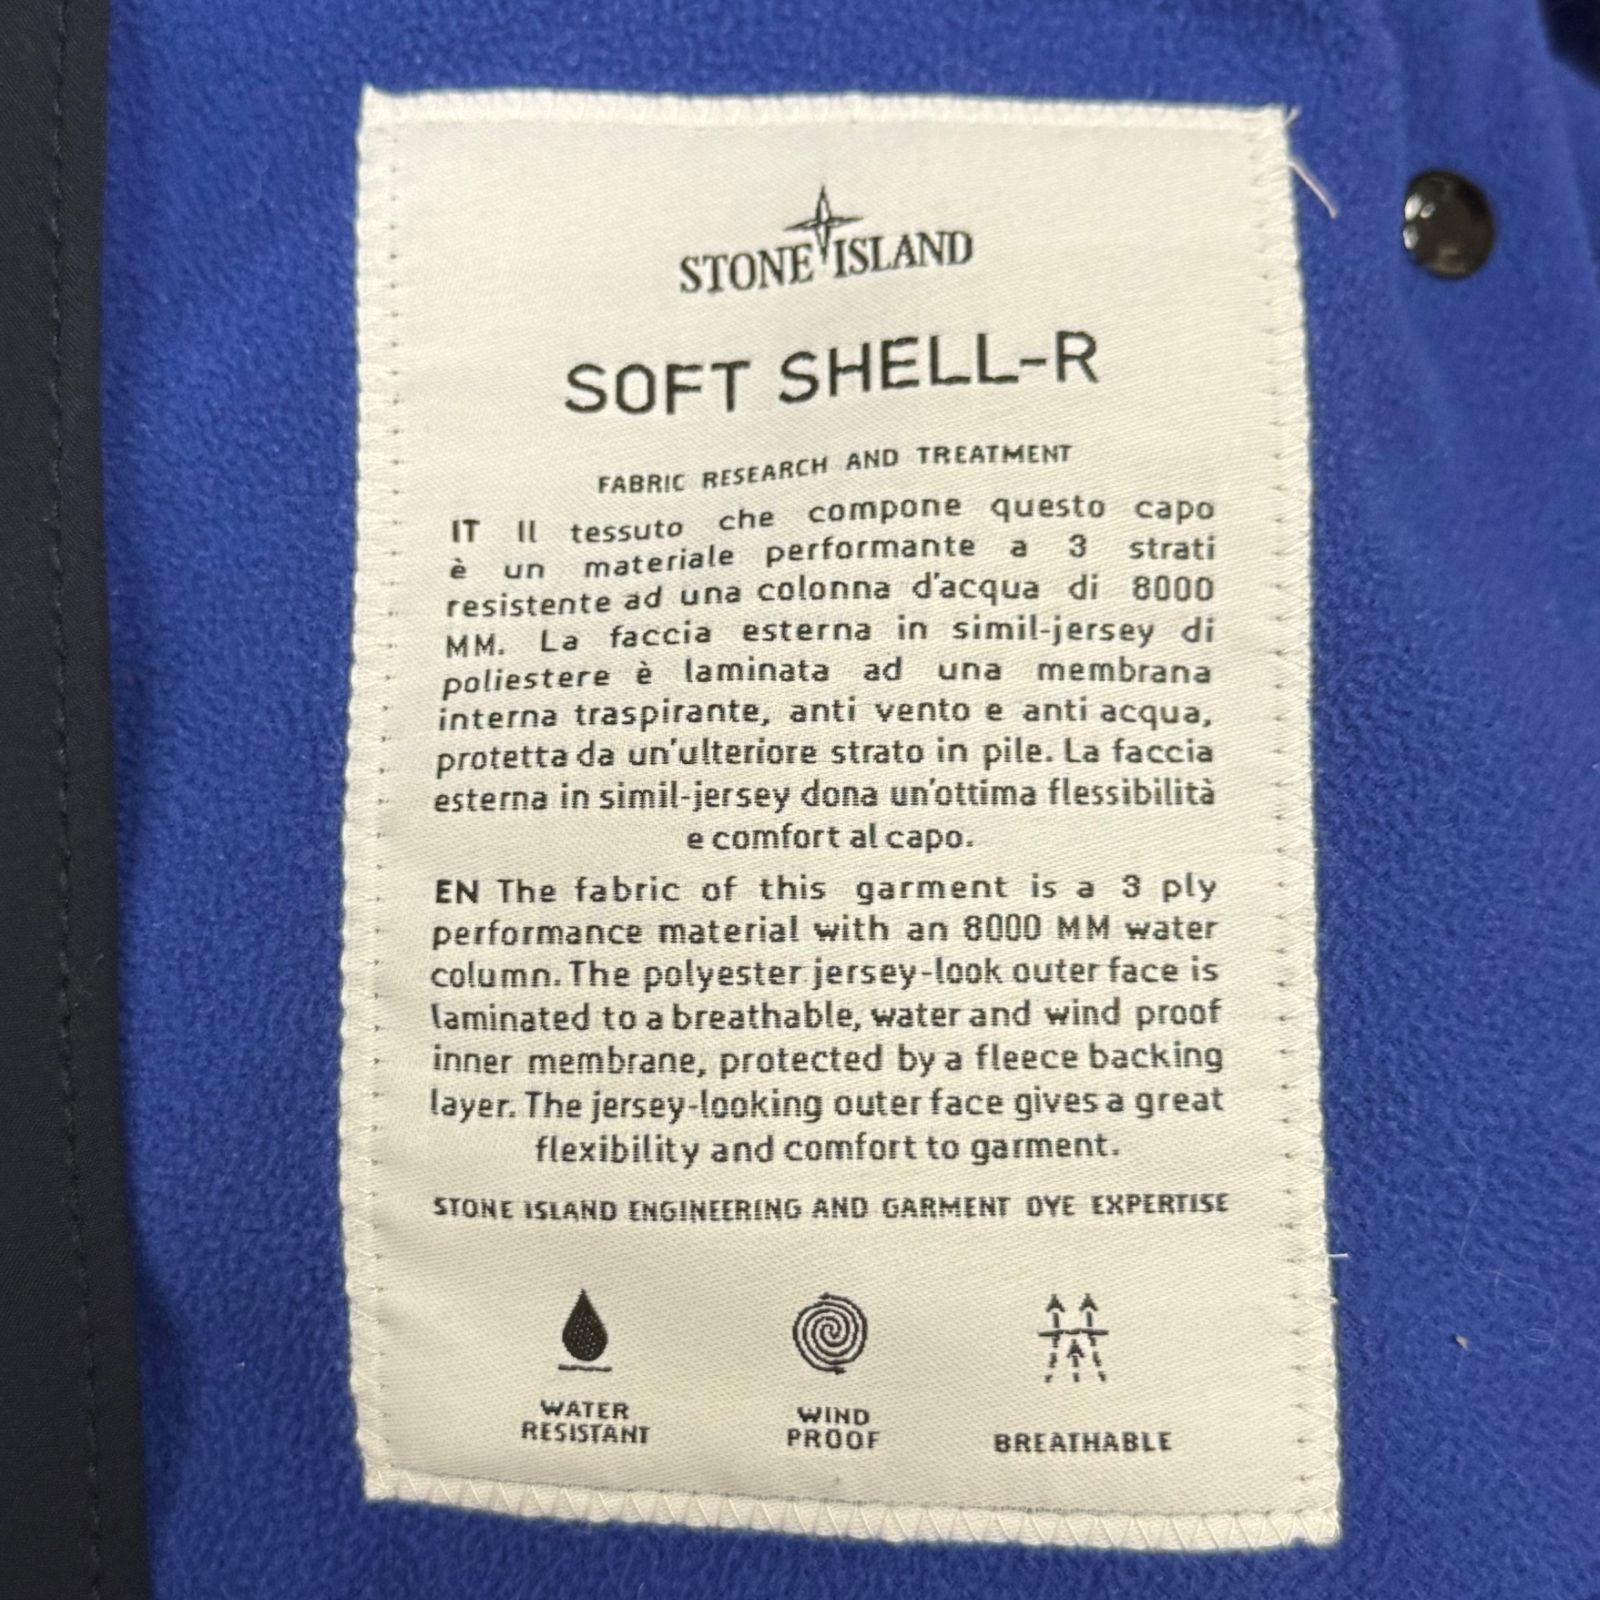 STONE ISLAND
SOFT SHELL-R
FABRIC RESEARCH AND TREATMENT
IT Il tessuto che compone questo capo
è un materiale performante a 3 strati
resistente ad una colonna d'acqua di 8000
MM. La faccia esterna in simil-jersey di
poliestere è laminata ad una membrana
interna traspirante, anti vento e anti acqua,
protetta da un'ulteriore strato in pile. La faccia
esterna in simil-jersey dona un'ottima flessibilità
e comfort al capo.
EN The fabric of this garment is a 3 ply
performance material with an 8000 MM water
column. The polyester jersey-look outer face is
laminated to a breathable, water and wind proof
inner membrane, protected by a fleece backing
layer. The jersey-looking outer face gives a great
flexibility and comfort to garment.
STONE ISLAND ENGINEERING AND GARMENT DYE EXPERTISE
WATER
RESISTANT
WIND
PROOF
BREATHABLE